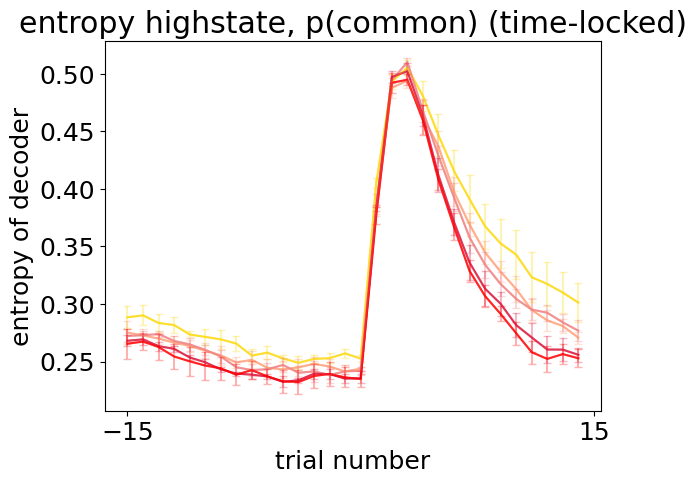 entropy highstate, p(common) (time-locked)
entropy of decoder
0.50
0.45
0.40
0.35
0.30
0.25
−15
15
trial number